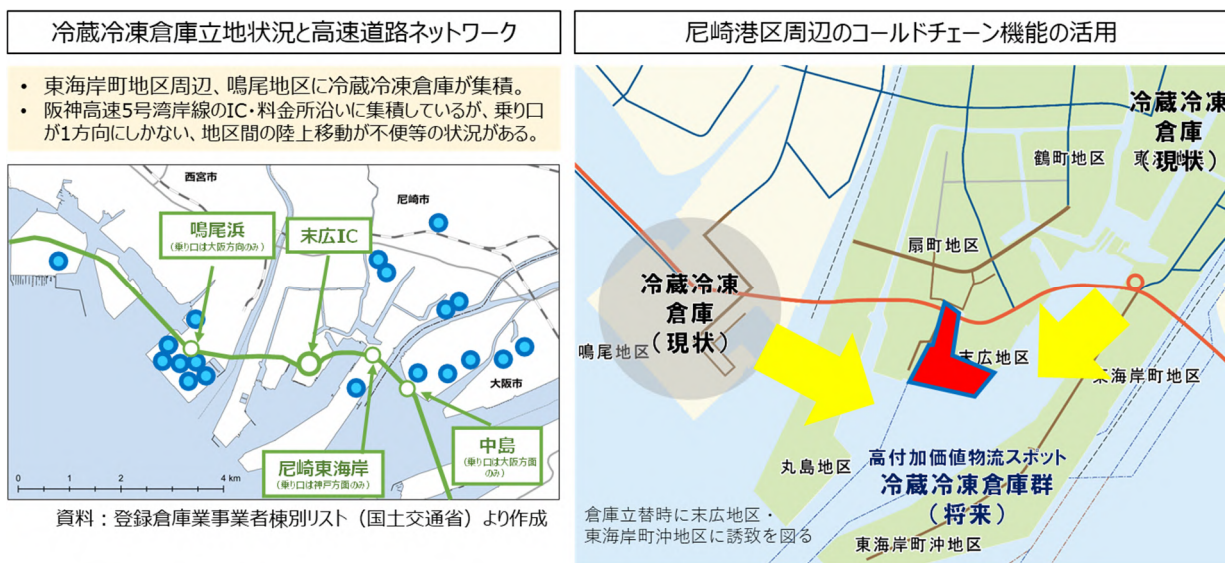 冷蔵冷凍倉庫立地状況と高速道路ネットワーク
• 東海岸町地区周辺、鳴尾地区に冷蔵冷凍倉庫が集積。
• 阪神高速5号湾岸線のIC・料金所沿いに集積しているが、乗り口
が1方向にしかない、地区間の陸上移動が不便等の状況がある。
西宮市
尼崎市
鳴尾浜
(乗り口は大阪方向のみ)
末広IC
大阪市
尼崎東海岸
(乗り口は神戸方面のみ)
中島
(乗り口は大阪方面
のみ)
0 1 2 4 km
資料：登録倉庫業事業者棟別リスト（国土交通省）より作成
尼崎港区周辺のコールドチェーン機能の活用
冷蔵冷凍
倉庫
（現状）
鶴町地区
扇町地区
冷蔵冷凍
倉庫
（現状）
鳴尾地区
末広地区
東海岸町地区
丸島地区
高付加価値物流スポット
冷蔵冷凍倉庫群
（将来）
倉庫立替時に末広地区・
東海岸町沖地区に誘致を図る
東海岸町沖地区